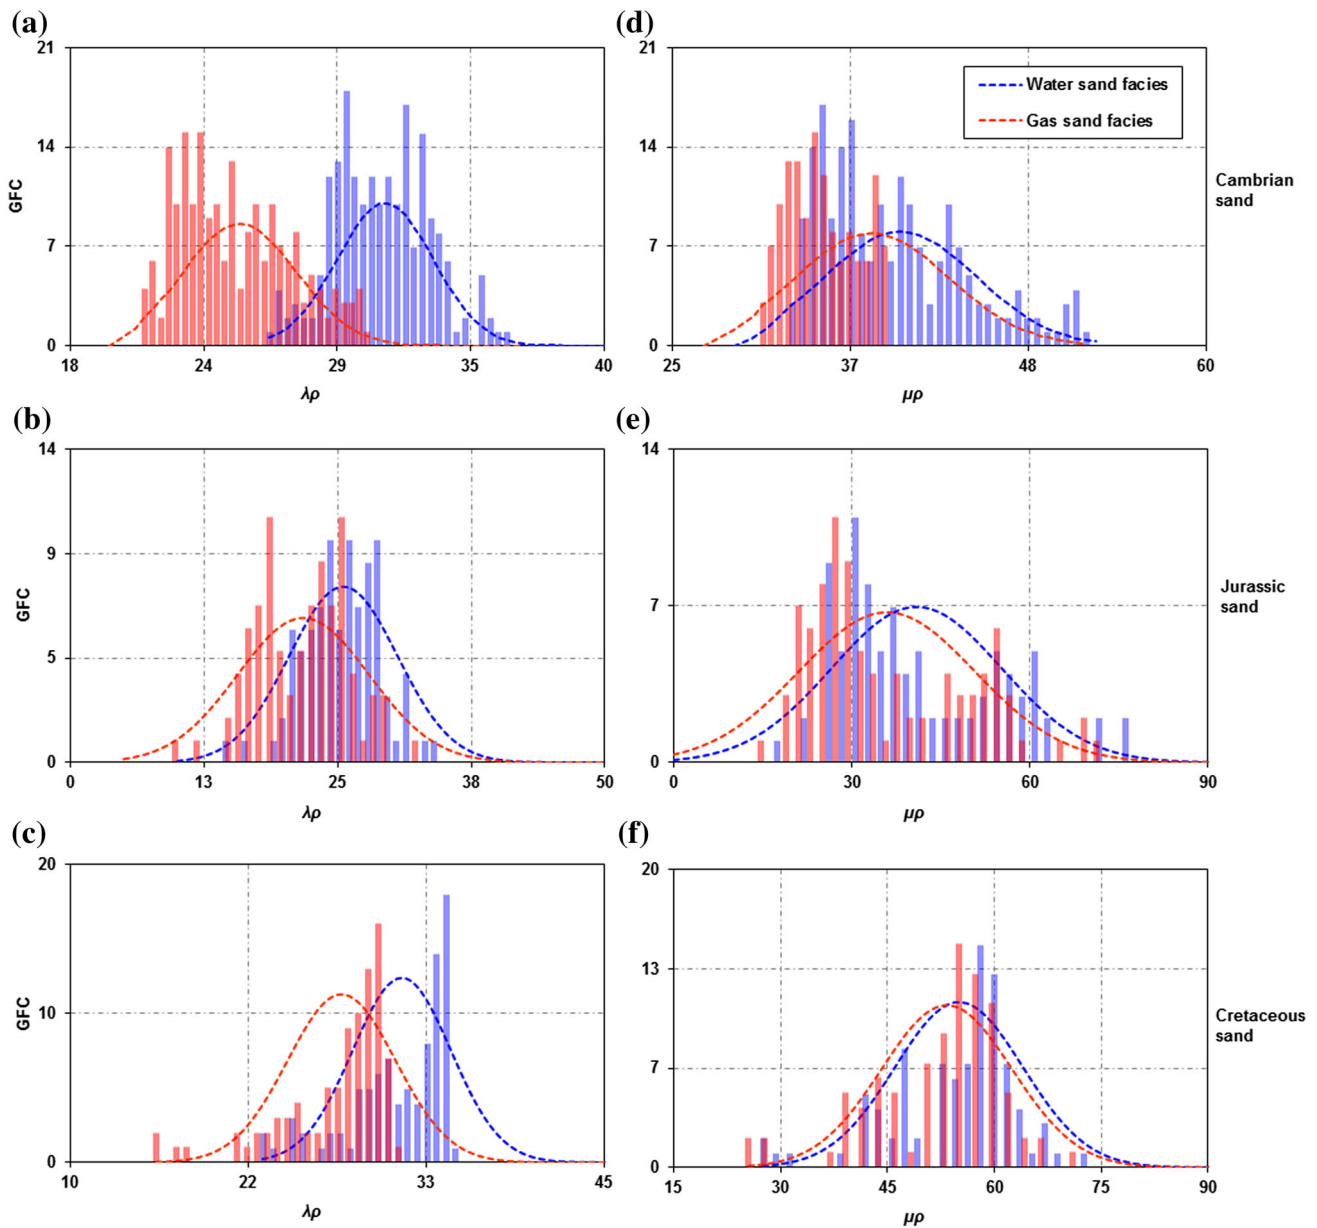 (a)
21
14
7
0
GFC
18 24 29 35 40
λρ
(d)
21
14
7
0
Water sand facies
Gas sand facies
25 37 48 60
μρ
Cambrian
sand
(b)
14
9
5
0
GFC
0 13 25 38 50
λρ
(e)
14
7
0
0 30 60 90
μρ
Jurassic
sand
(c)
20
10
0
GFC
10 22 33 45
λρ
(f)
20
13
7
0
15 30 45 60 75 90
μρ
Cretaceous
sand